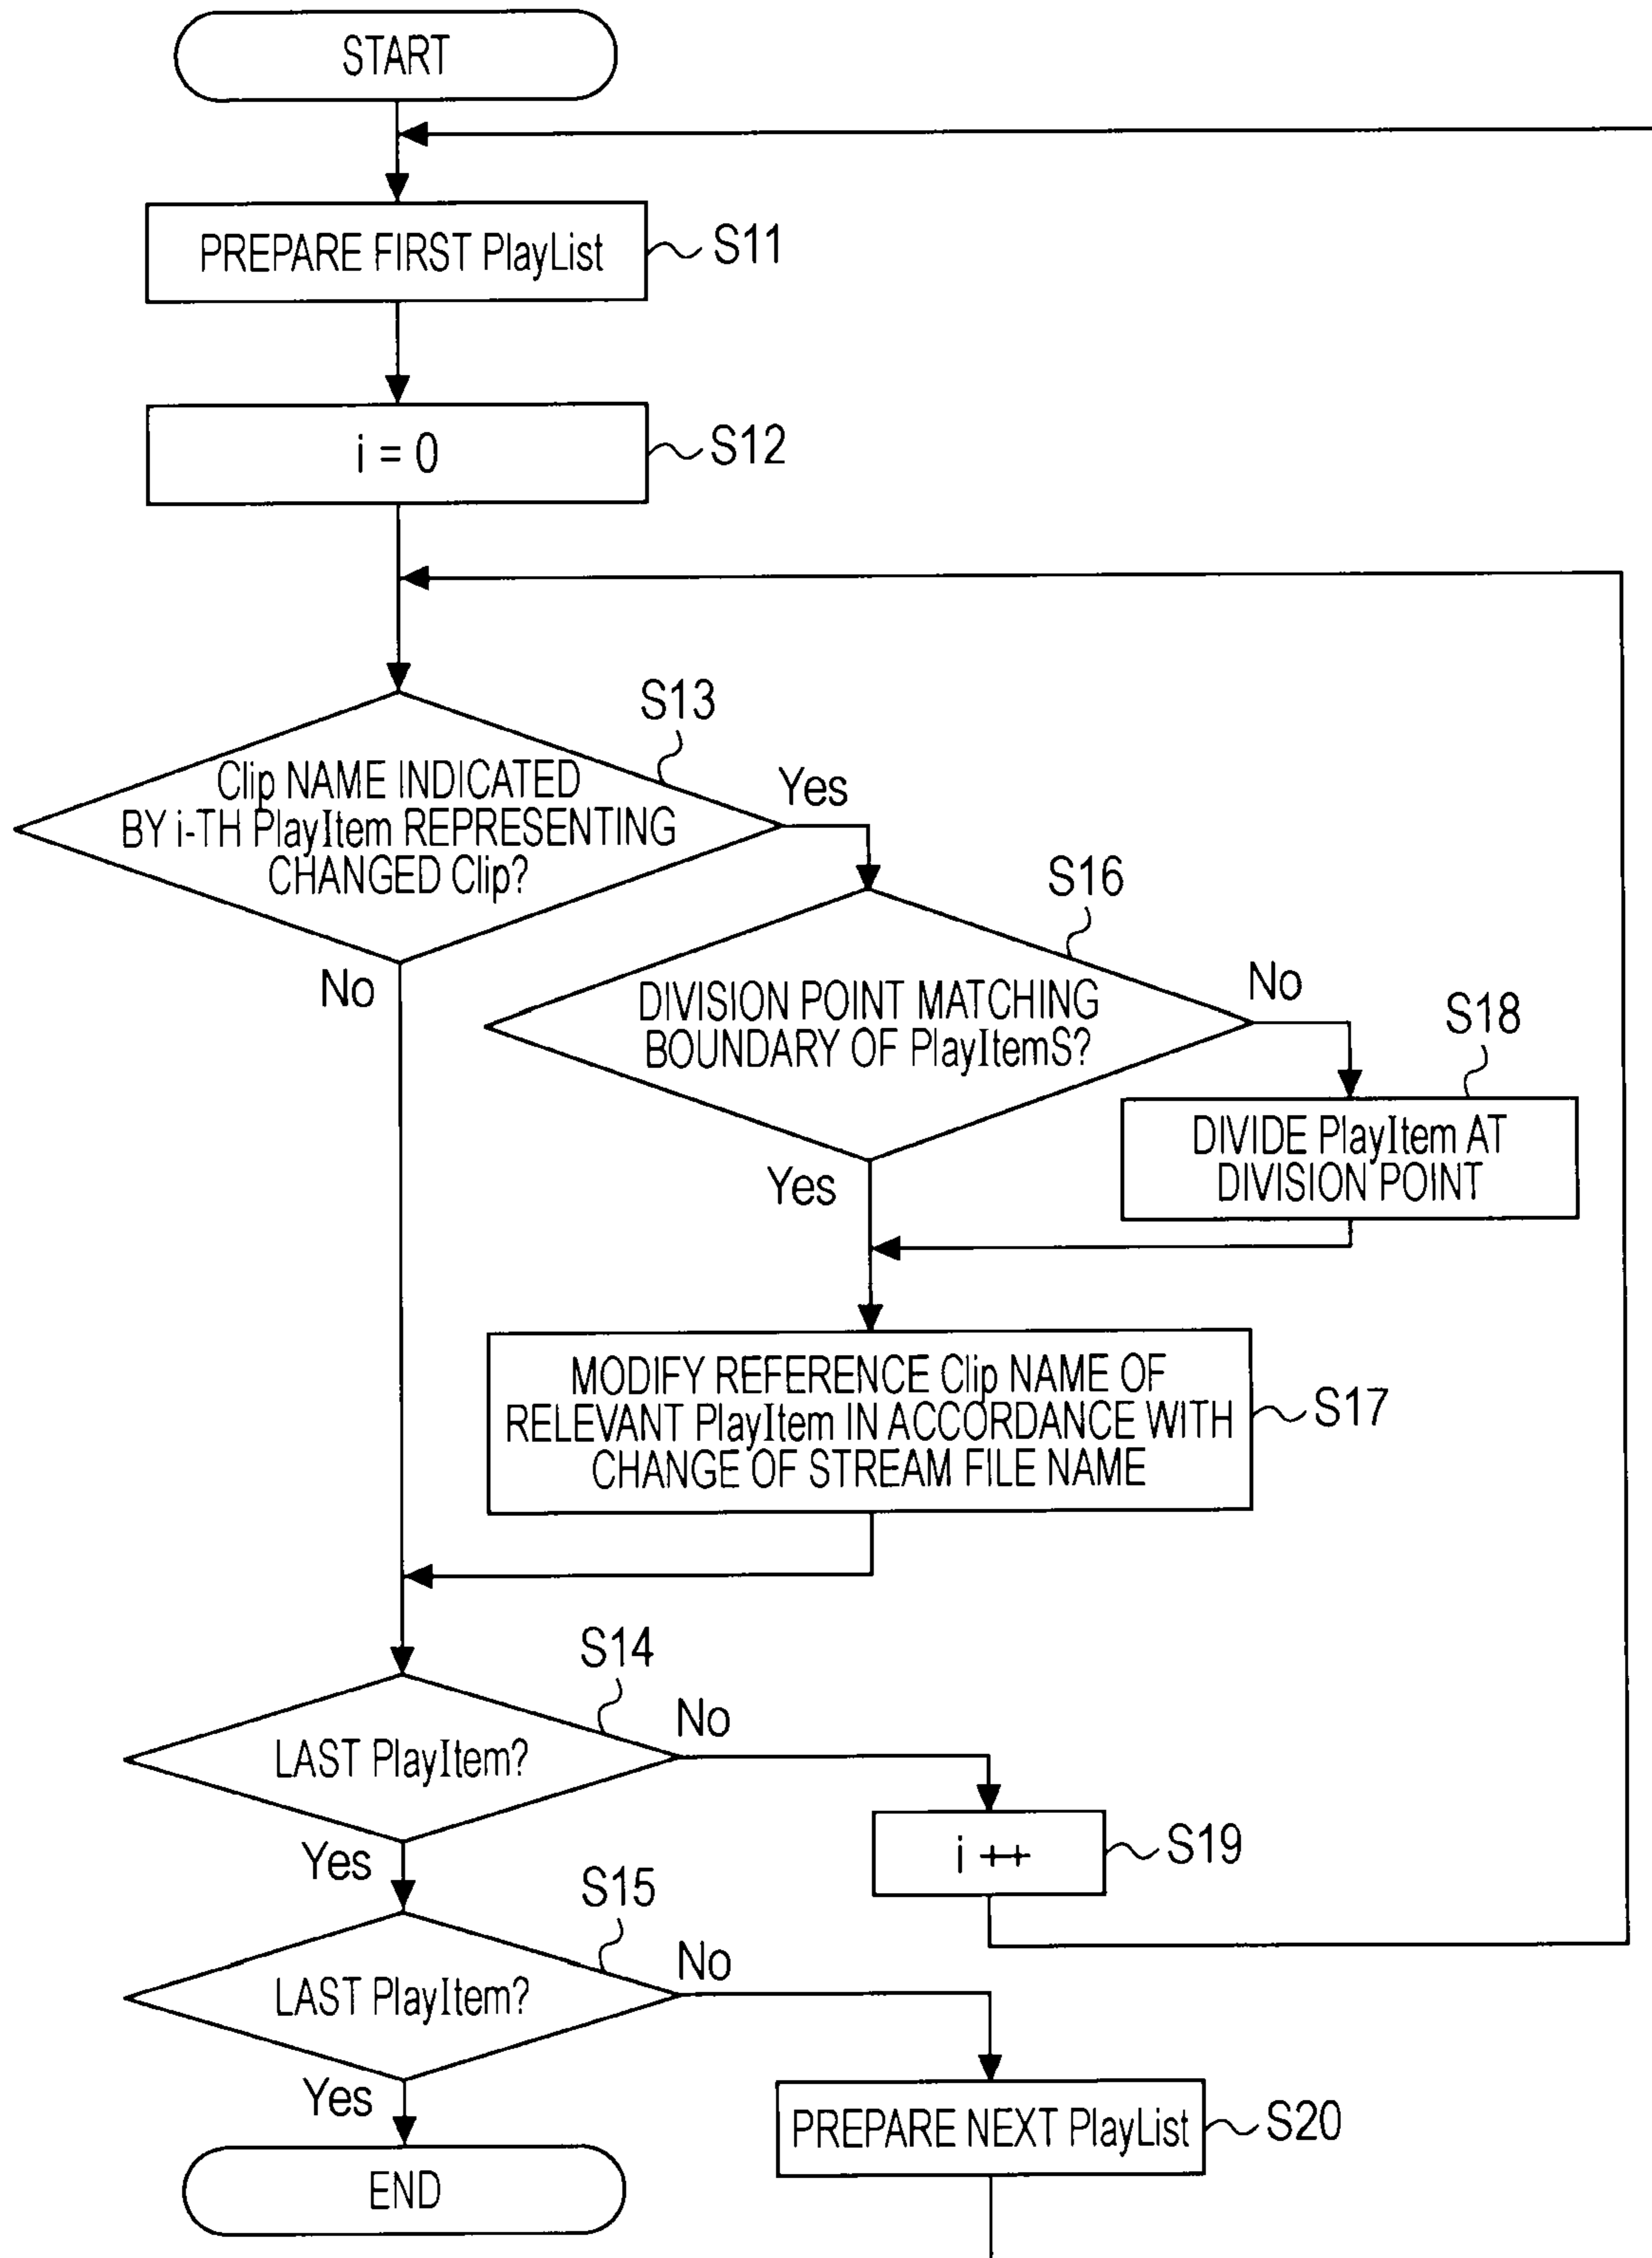 START
PREPARE FIRST PlayList
S11
i = 0
S12
S13
Clip NAME INDICATED
BY i-TH PlayItem REPRESENTING
CHANGED Clip?
Yes
No
S16
DIVISION POINT MATCHING
BOUNDARY OF PlayItemS?
No
Yes
S18
DIVIDE PlayItem AT
DIVISION POINT
MODIFY REFERENCE Clip NAME OF
RELEVANT PlayItem IN ACCORDANCE WITH
CHANGE OF STREAM FILE NAME
S17
S14
LAST PlayItem?
No
Yes
i ++
S19
S15
LAST PlayItem?
No
Yes
PREPARE NEXT PlayList
S20
END